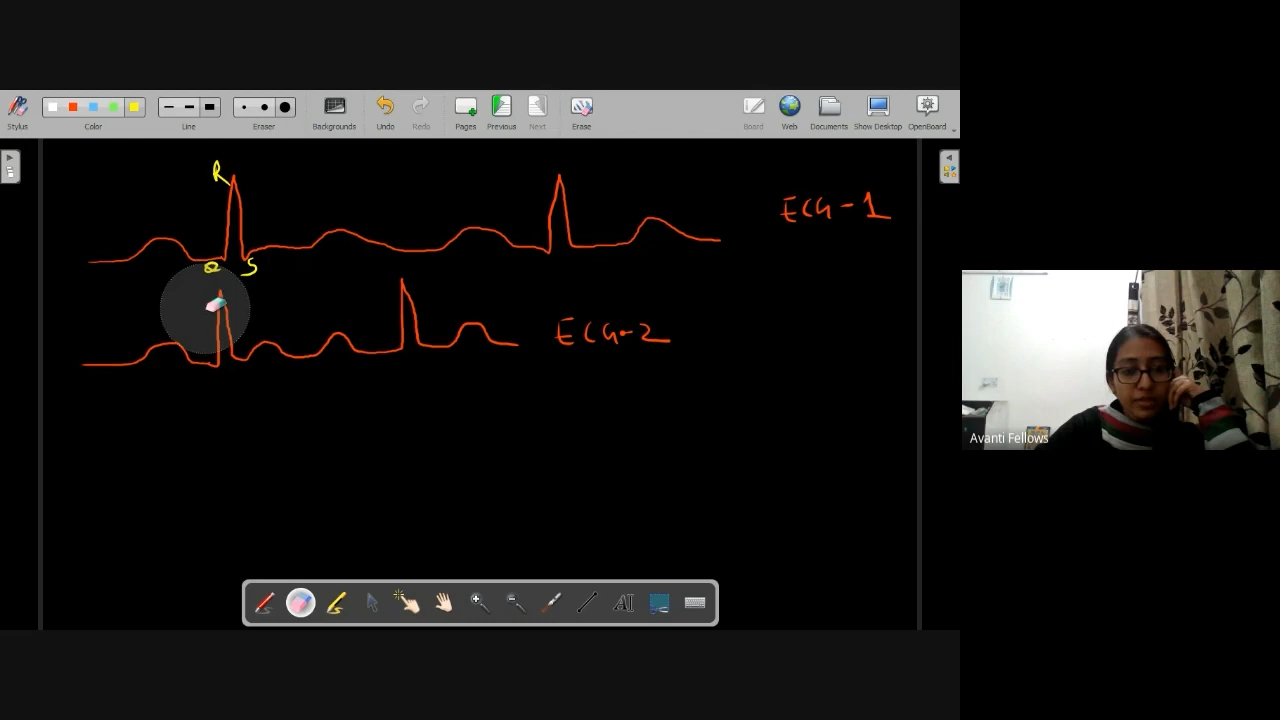 Stylus Color Line Eraser Backgrounds Undo Redo Pages Previous Next Erase Board Web Documents Show Desktop OpenBoard
R
ECG-1
Q S
ECG-2
Avanti Fellows
AI